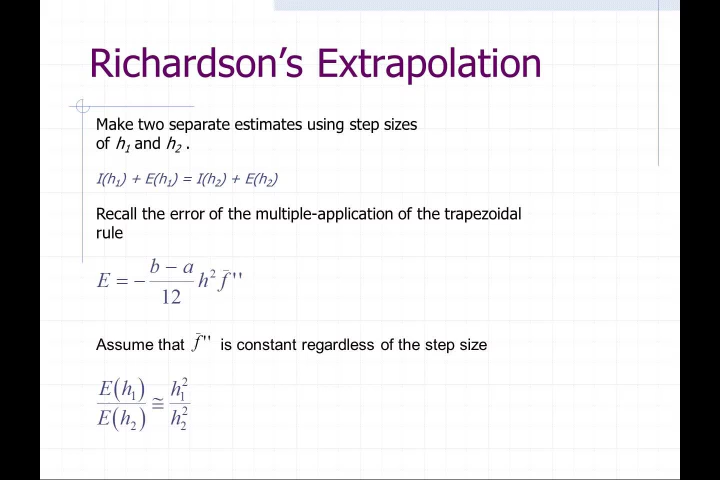 Richardson’s Extrapolation
Make two separate estimates using step sizes
of h₁ and h₂ .
I(h₁) + E(h₁) = I(h₂) + E(h₂)
Recall the error of the multiple-application of the trapezoidal
rule
E = − (b − a)/12 h² f̄ ''
Assume that f̄ '' is constant regardless of the step size
E(h₁)/E(h₂) ≅ h₁²/h₂²